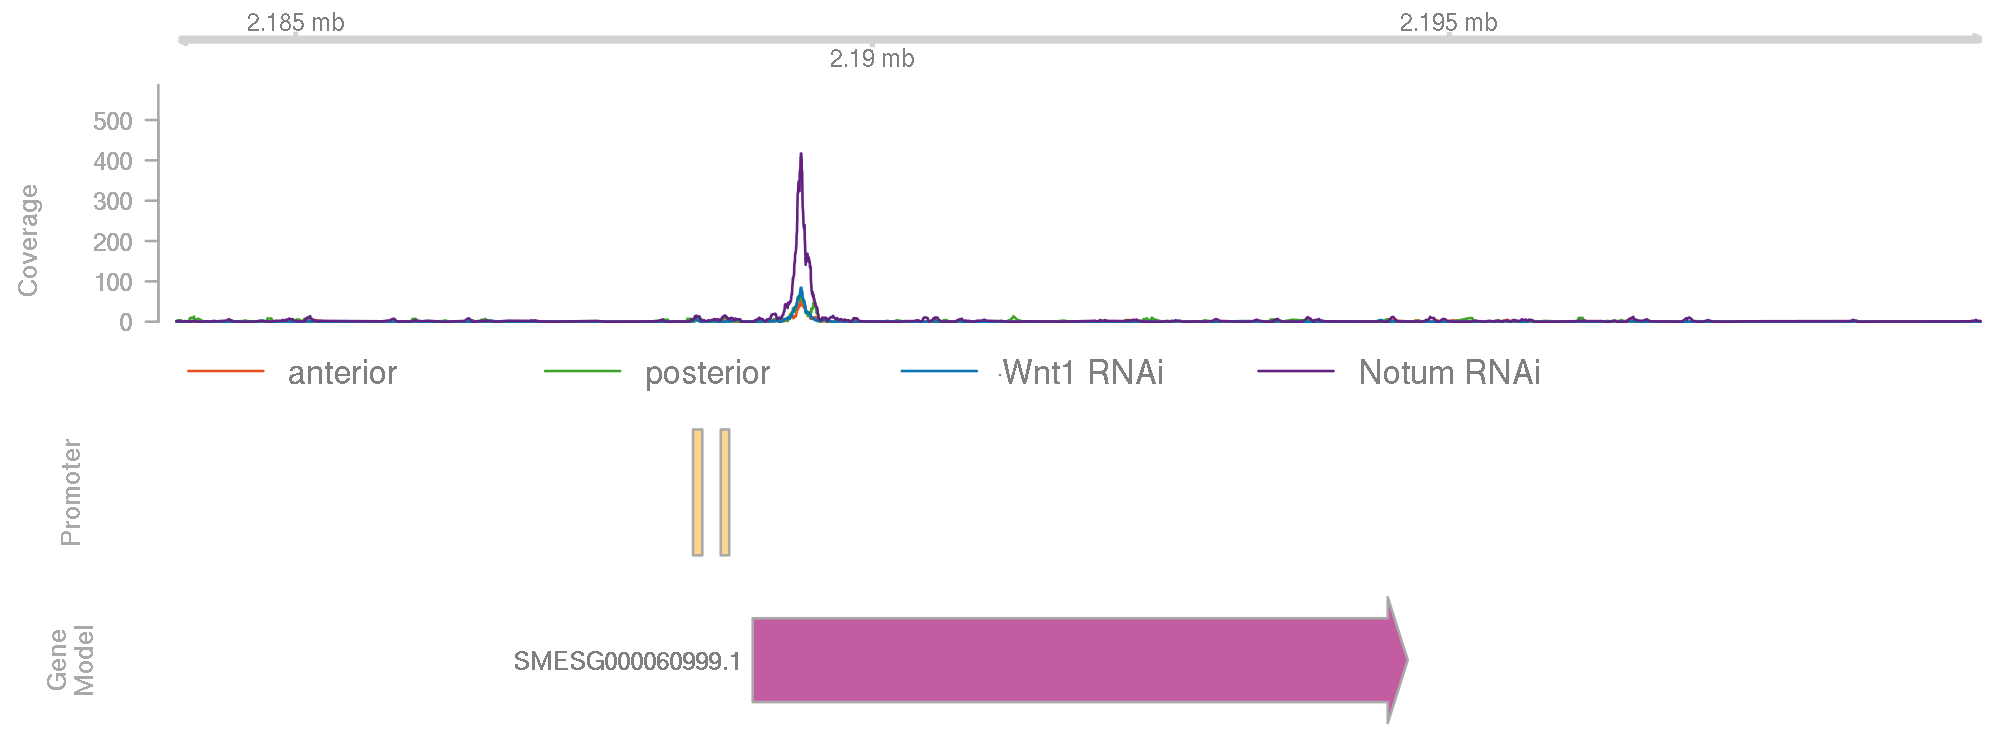 2.185 mb
2.195 mb
2.19 mb
Coverage
500
400
300
200
100
0
anterior posterior Wnt1 RNAi Notum RNAi
Promoter
Gene
Model
SMESG000060999.1